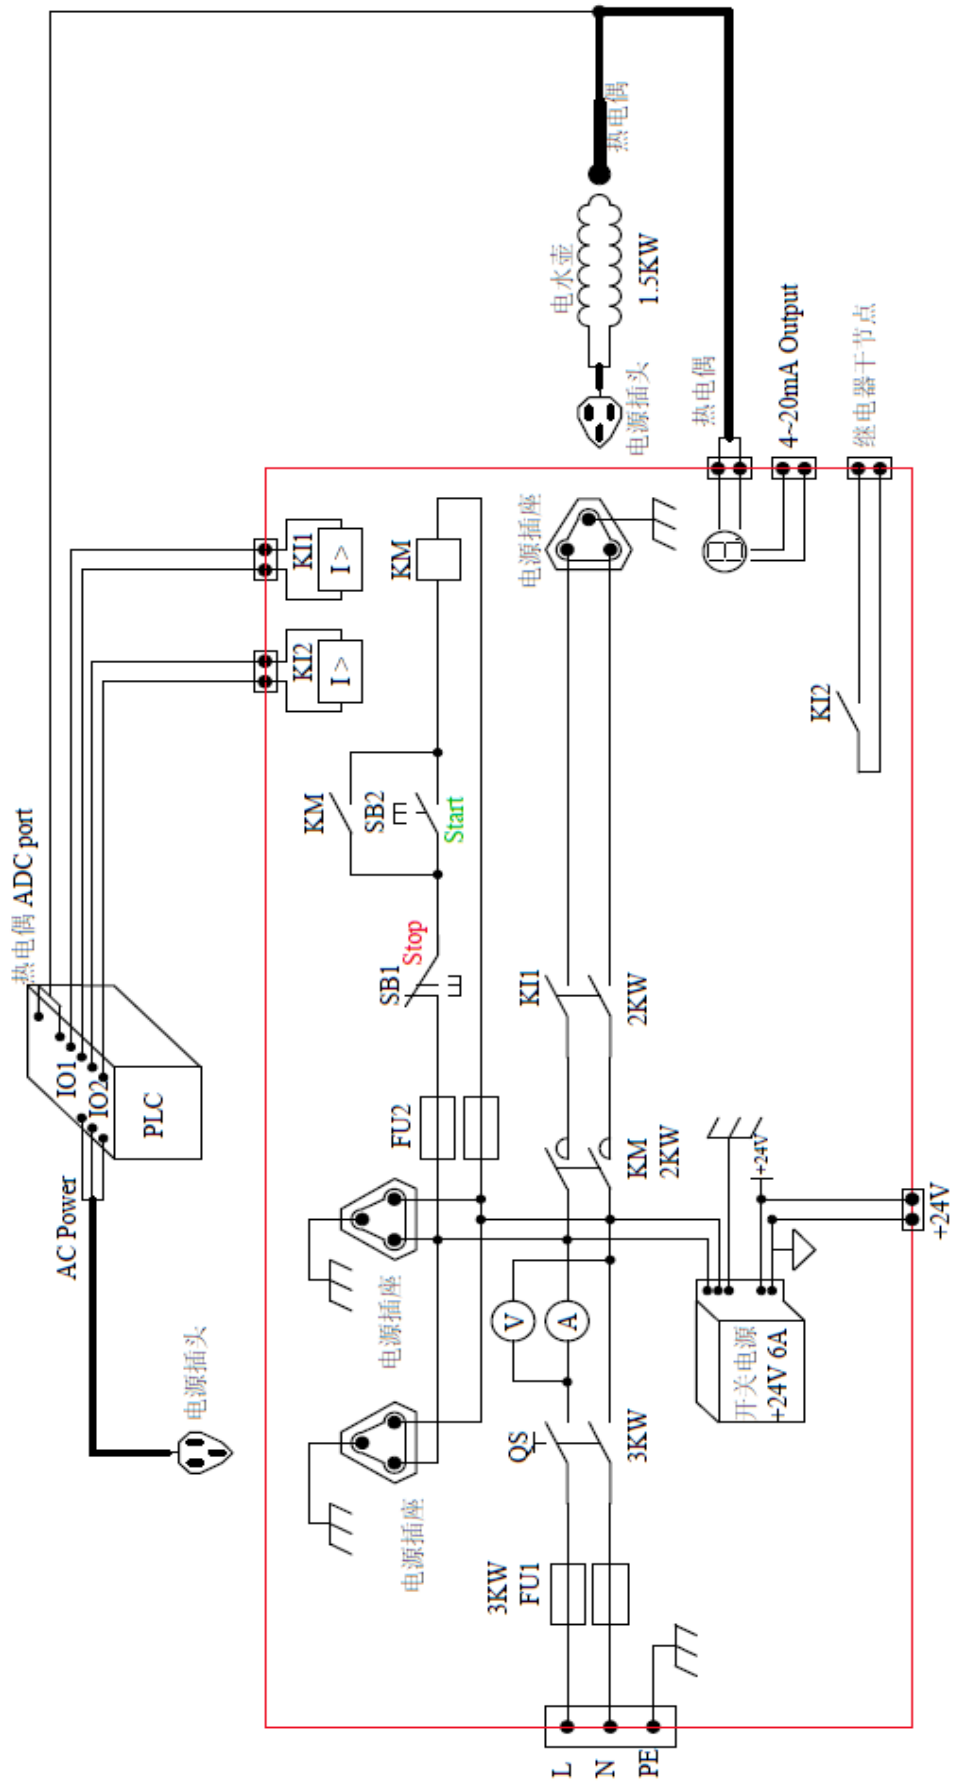 热电偶 ADC port
AC Power
IO1
IO2
PLC
电源插头
KI2
KI1
I >
I >
KM
SB2
Start
SB1
Stop
FU2
KM
电源插座
电源插座
3KW
FU1
QS
3KW
V
A
KM
2KW
KI1
2KW
电源插座
电源插头
电水壶
1.5KW
热电偶
L
N
PE
开关电源
+24V 6A
+24V
+24V
热电偶
4~20mA Output
KI2
继电器干节点